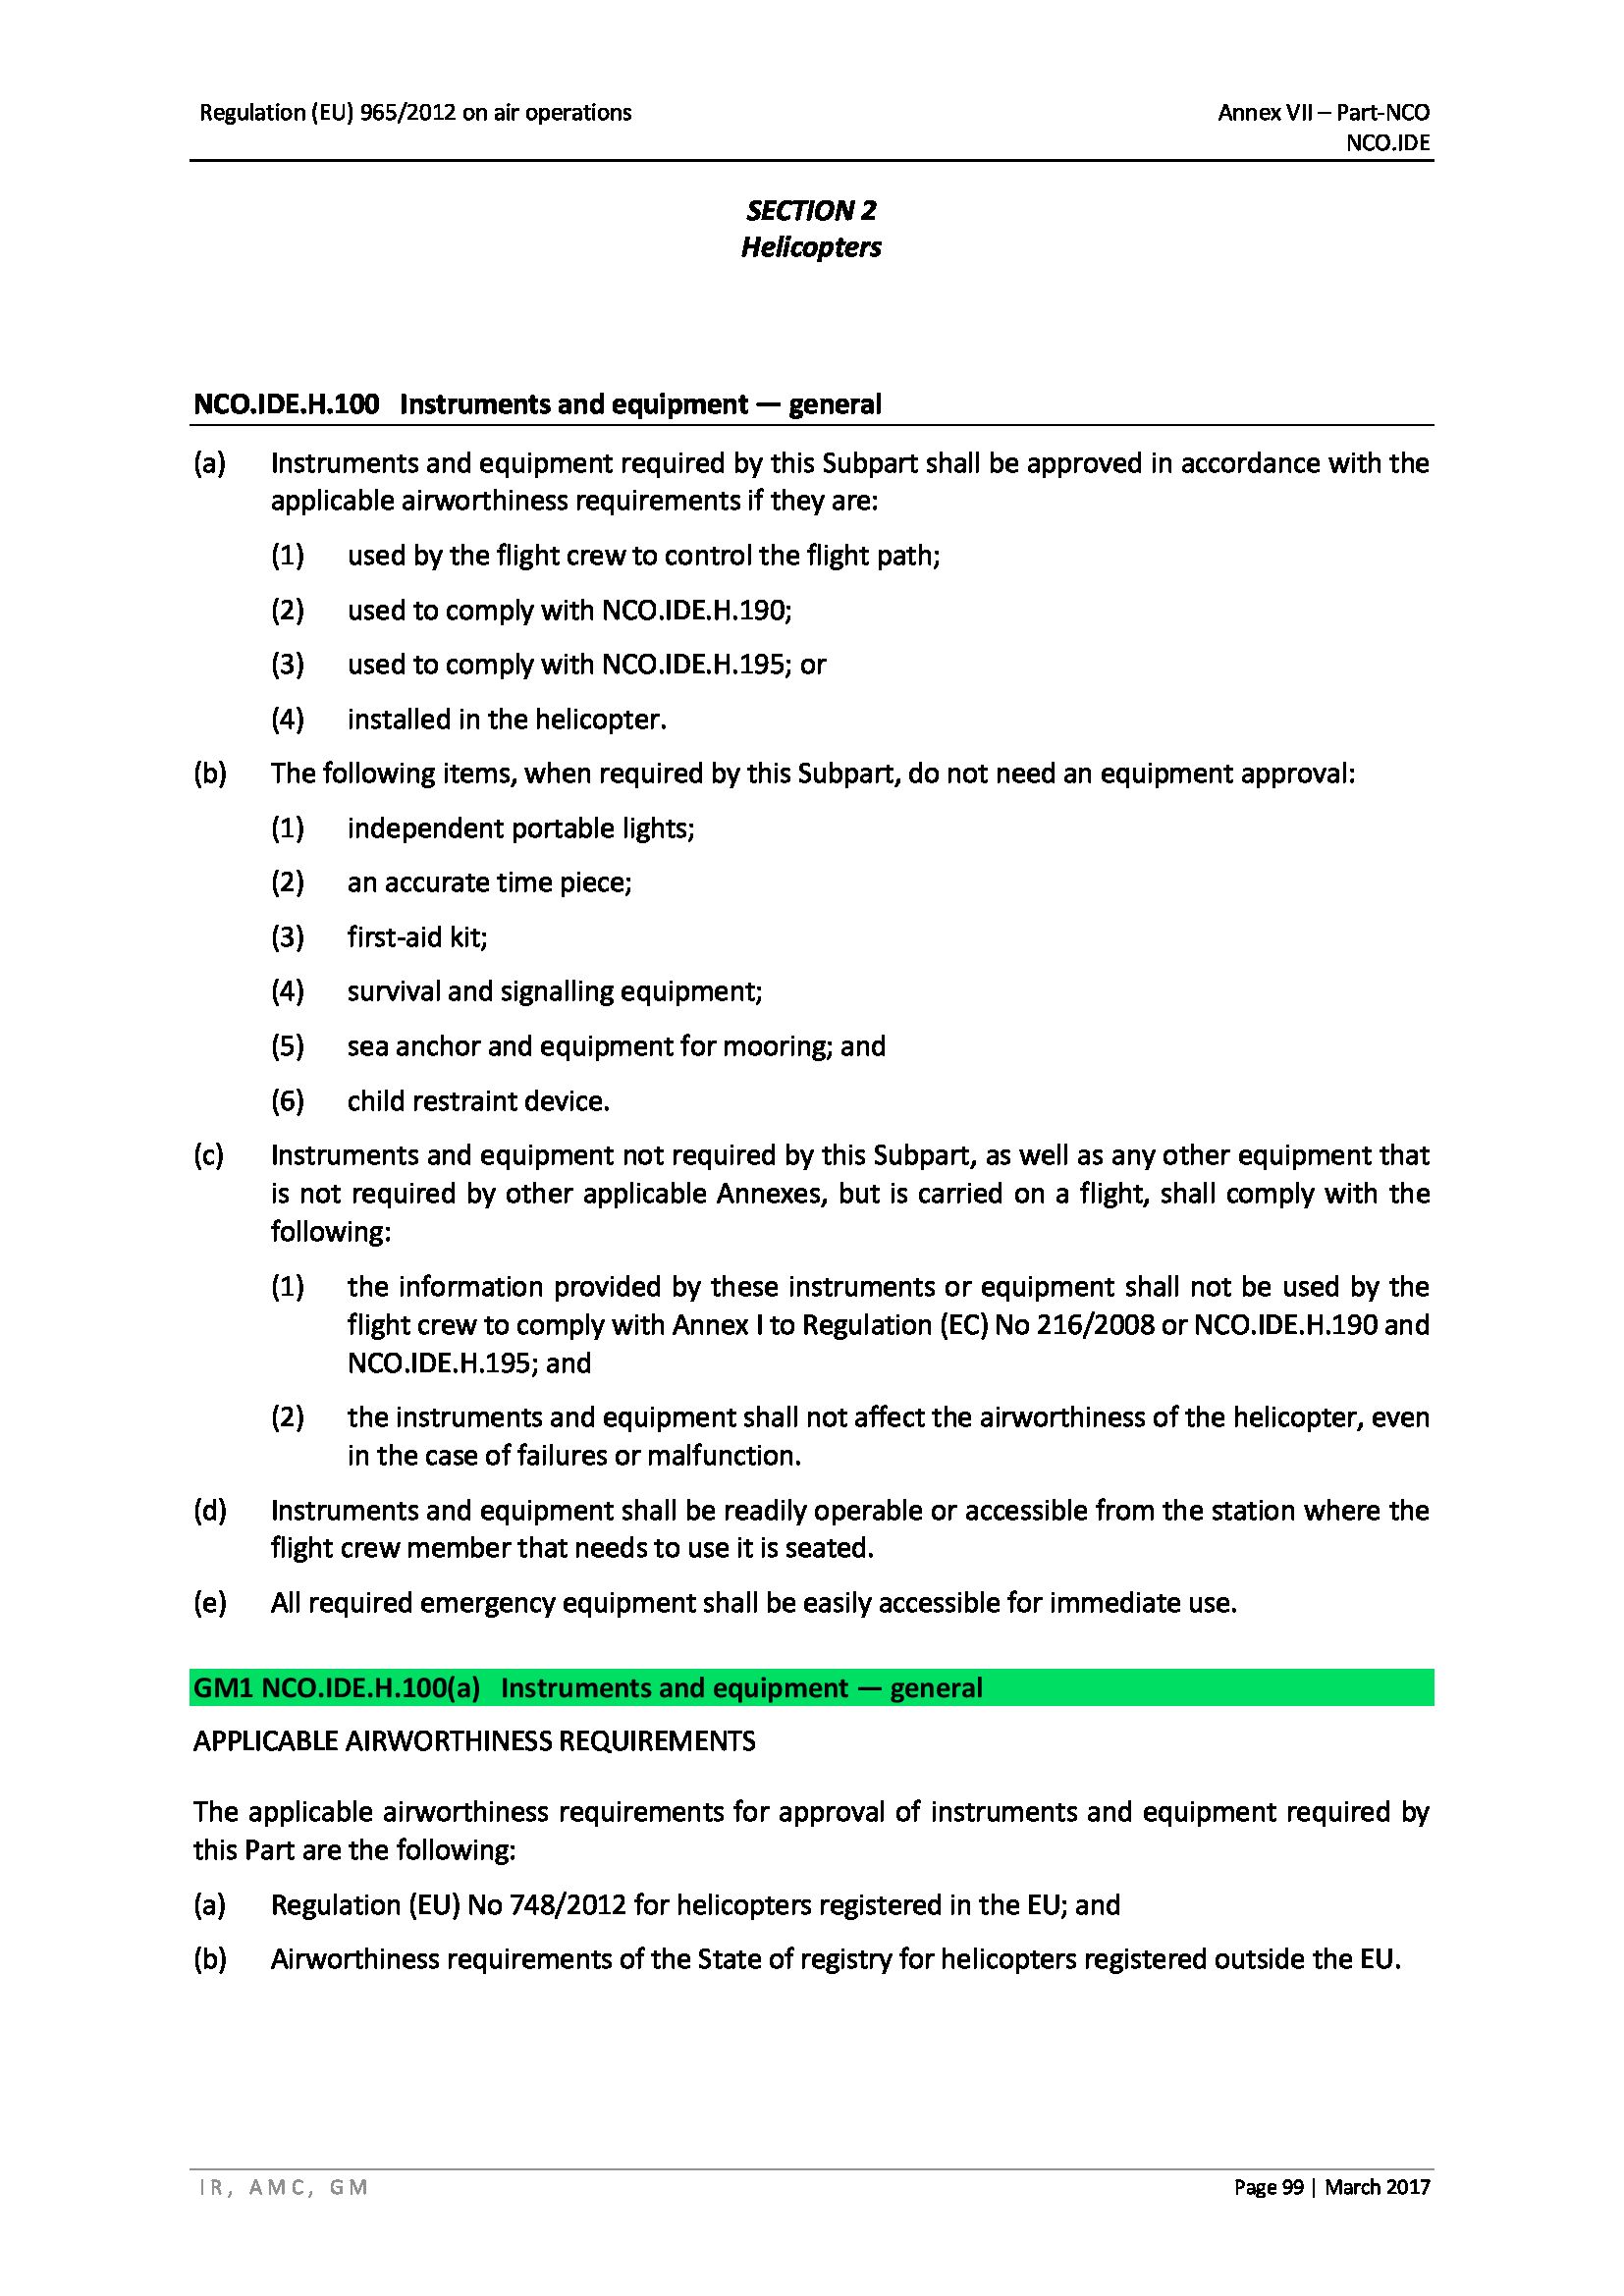 Regulation (EU) 965/2012 on air operations
Annex VII – Part-NCO
NCO.IDE
SECTION 2
Helicopters
NCO.IDE.H.100 Instruments and equipment — general
(a) Instruments and equipment required by this Subpart shall be approved in accordance with the
applicable airworthiness requirements if they are:
(1) used by the flight crew to control the flight path;
(2) used to comply with NCO.IDE.H.190;
(3) used to comply with NCO.IDE.H.195; or
(4) installed in the helicopter.
(b) The following items, when required by this Subpart, do not need an equipment approval:
(1) independent portable lights;
(2) an accurate time piece;
(3) first-aid kit;
(4) survival and signalling equipment;
(5) sea anchor and equipment for mooring; and
(6) child restraint device.
(c) Instruments and equipment not required by this Subpart, as well as any other equipment that
is not required by other applicable Annexes, but is carried on a flight, shall comply with the
following:
(1) the information provided by these instruments or equipment shall not be used by the
flight crew to comply with Annex I to Regulation (EC) No 216/2008 or NCO.IDE.H.190 and
NCO.IDE.H.195; and
(2) the instruments and equipment shall not affect the airworthiness of the helicopter, even
in the case of failures or malfunction.
(d) Instruments and equipment shall be readily operable or accessible from the station where the
flight crew member that needs to use it is seated.
(e) All required emergency equipment shall be easily accessible for immediate use.
GM1 NCO.IDE.H.100(a) Instruments and equipment — general
APPLICABLE AIRWORTHINESS REQUIREMENTS
The applicable airworthiness requirements for approval of instruments and equipment required by
this Part are the following:
(a) Regulation (EU) No 748/2012 for helicopters registered in the EU; and
(b) Airworthiness requirements of the State of registry for helicopters registered outside the EU.
IR, AMC, GM
Page 99 | March 2017